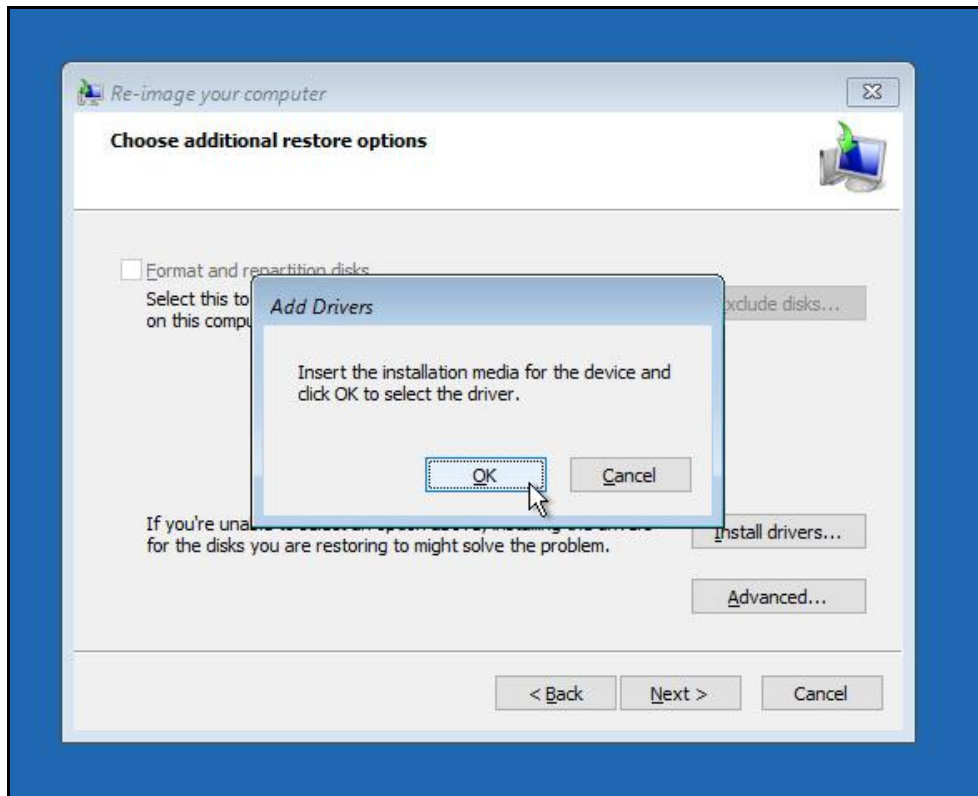 Re-image your computer
Choose additional restore options
Format and repartition disks
Select this to
on this compu
xclude disks...
Add Drivers
Insert the installation media for the device and
click OK to select the driver.
OK
Cancel
If you're una
for the disks you are restoring to might solve the problem.
Install drivers...
Advanced...
< Back
Next >
Cancel